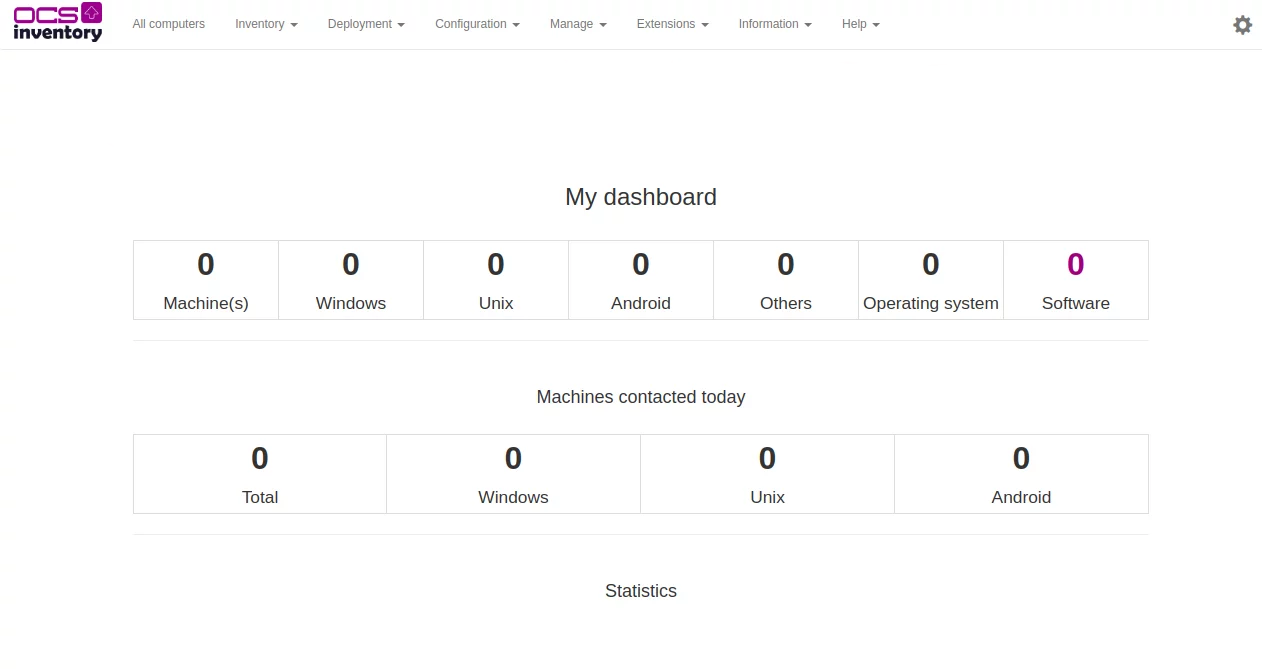 OCS
inventory
All computers Inventory Deployment Configuration Manage Extensions Information Help
My dashboard
0 0 0 0 0 0 0
Machine(s) Windows Unix Android Others Operating system Software
Machines contacted today
0 0 0 0
Total Windows Unix Android
Statistics